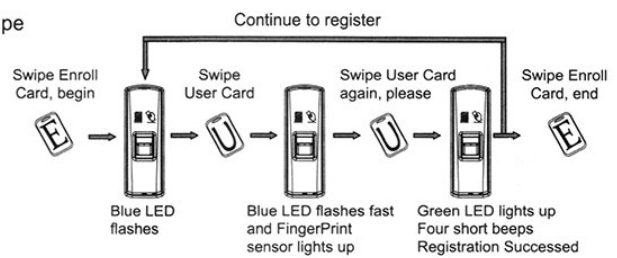 pe
Continue to register
Swipe Enroll
Card, begin
Swipe
User Card
Swipe User Card
again, please
Swipe Enroll
Card, end
E
U
U
E
Blue LED
flashes
Blue LED flashes fast
and FingerPrint
sensor lights up
Green LED lights up
Four short beeps
Registration Successed